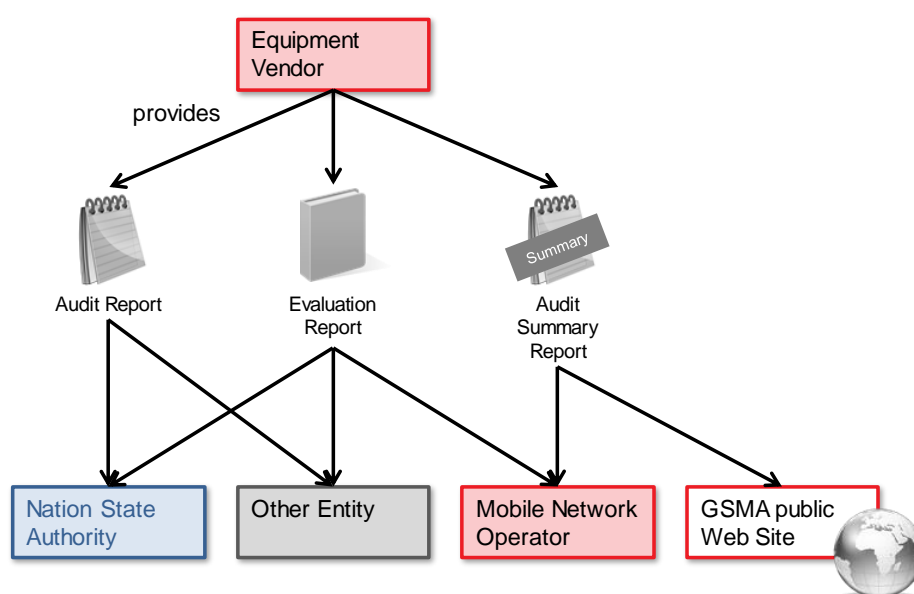 Equipment
Vendor
provides
Summary
Audit Report
Evaluation
Report
Audit
Summary
Report
Nation State
Authority
Other Entity
Mobile Network
Operator
GSMA public
Web Site